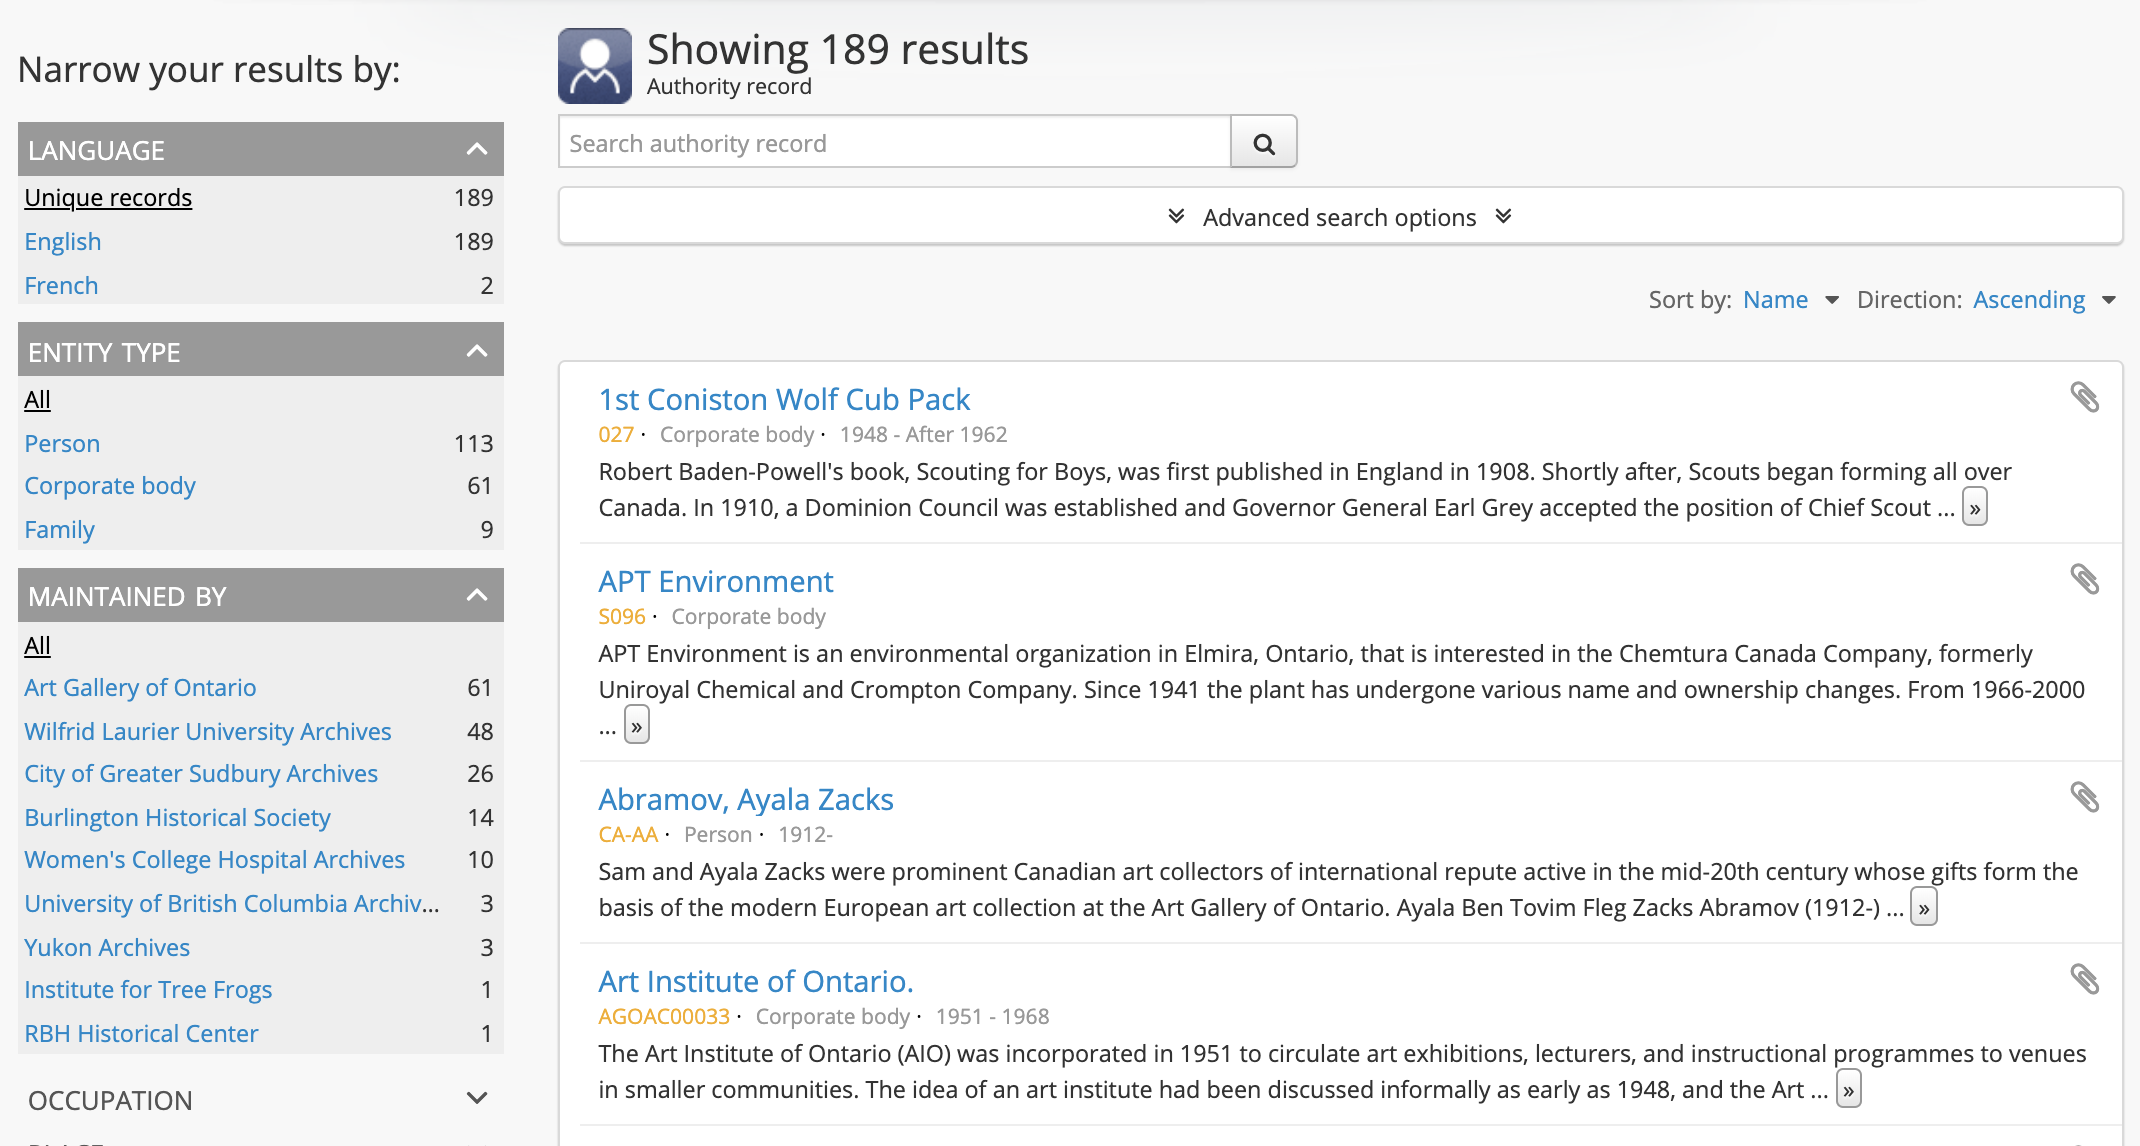 Narrow your results by:
LANGUAGE
Unique records 189
English 189
French 2
ENTITY TYPE
All
Person 113
Corporate body 61
Family 9
MAINTAINED BY
All
Art Gallery of Ontario 61
Wilfrid Laurier University Archives 48
City of Greater Sudbury Archives 26
Burlington Historical Society 14
Women's College Hospital Archives 10
University of British Columbia Archiv... 3
Yukon Archives 3
Institute for Tree Frogs 1
RBH Historical Center 1
OCCUPATION
Showing 189 results
Authority record
Search authority record
Advanced search options
Sort by: Name Direction: Ascending
1st Coniston Wolf Cub Pack
027 · Corporate body · 1948 - After 1962
Robert Baden-Powell's book, Scouting for Boys, was first published in England in 1908. Shortly after, Scouts began forming all over
Canada. In 1910, a Dominion Council was established and Governor General Earl Grey accepted the position of Chief Scout ... »
APT Environment
S096 · Corporate body
APT Environment is an environmental organization in Elmira, Ontario, that is interested in the Chemtura Canada Company, formerly
Uniroyal Chemical and Crompton Company. Since 1941 the plant has undergone various name and ownership changes. From 1966-2000
... »
Abramov, Ayala Zacks
CA-AA · Person · 1912-
Sam and Ayala Zacks were prominent Canadian art collectors of international repute active in the mid-20th century whose gifts form the
basis of the modern European art collection at the Art Gallery of Ontario. Ayala Ben Tovim Fleg Zacks Abramov (1912-) ... »
Art Institute of Ontario.
AGOAC00033 · Corporate body · 1951 - 1968
The Art Institute of Ontario (AIO) was incorporated in 1951 to circulate art exhibitions, lecturers, and instructional programmes to venues
in smaller communities. The idea of an art institute had been discussed informally as early as 1948, and the Art ... »